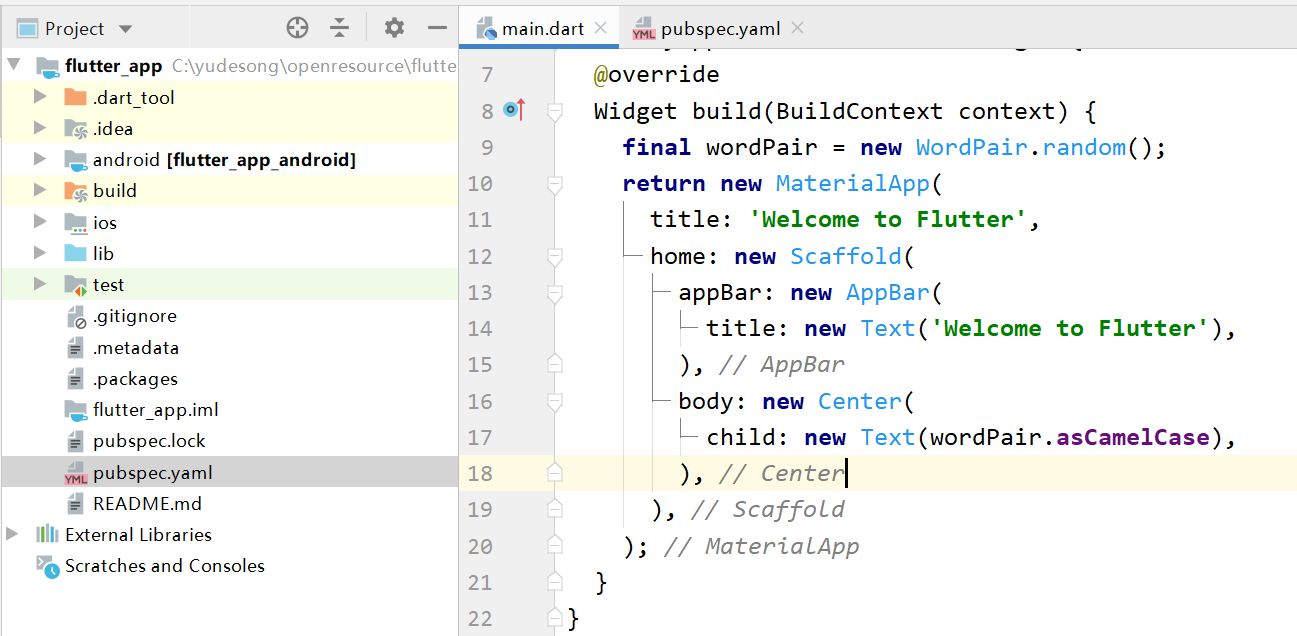 Project
flutter_app C:\yudesong\openresource\flutte
.dart_tool
.idea
android [flutter_app_android]
build
ios
lib
test
.gitignore
.metadata
.packages
flutter_app.iml
pubspec.lock
YML pubspec.yaml
README.md
External Libraries
Scratches and Consoles
main.dart
YML pubspec.yaml
7 @override
8 Widget build(BuildContext context) {
9 final wordPair = new WordPair.random();
10 return new MaterialApp(
11 title: 'Welcome to Flutter',
12 home: new Scaffold(
13 appBar: new AppBar(
14 title: new Text('Welcome to Flutter'),
15 ), // AppBar
16 body: new Center(
17 child: new Text(wordPair.asCamelCase),
18 ), // Center
19 ), // Scaffold
20 ); // MaterialApp
21 }
22 }